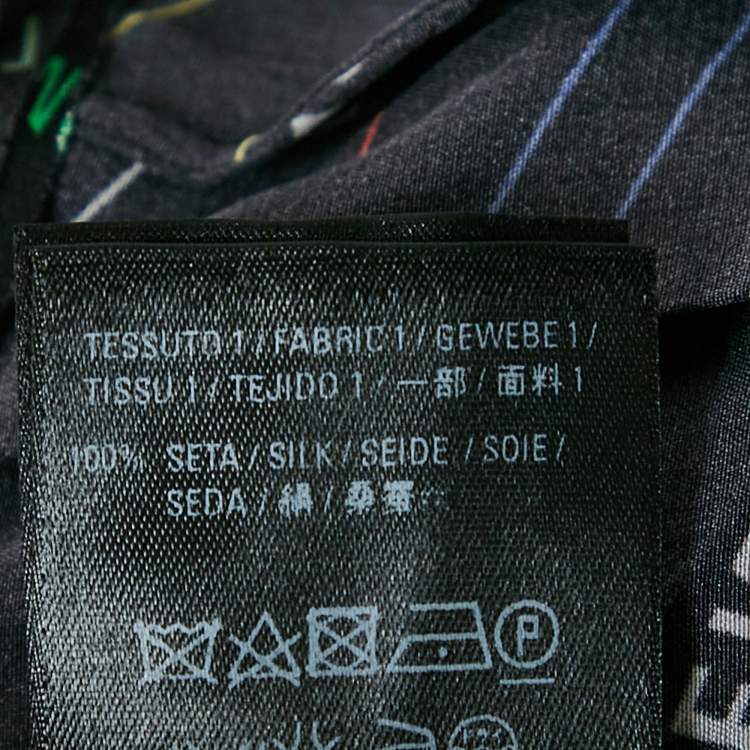 TESSUTO 1 / FABRIC 1 / GEWEBE 1 /
TISSU 1 / TEJIDO 1 / 一部 / 面料 1
100% SETA / SILK / SEIDE / SOIE /
SEDA / 絹 / 桑蚕
P